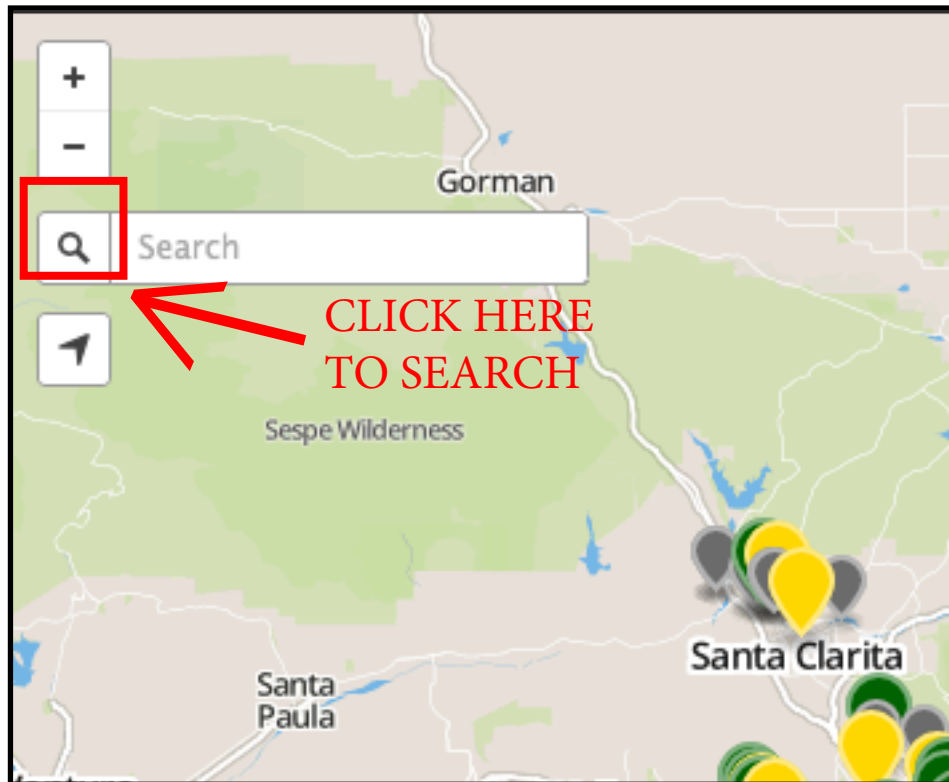 +
−
Gorman
Search
CLICK HERE
TO SEARCH
Sespe Wilderness
Santa Clarita
Santa
Paula